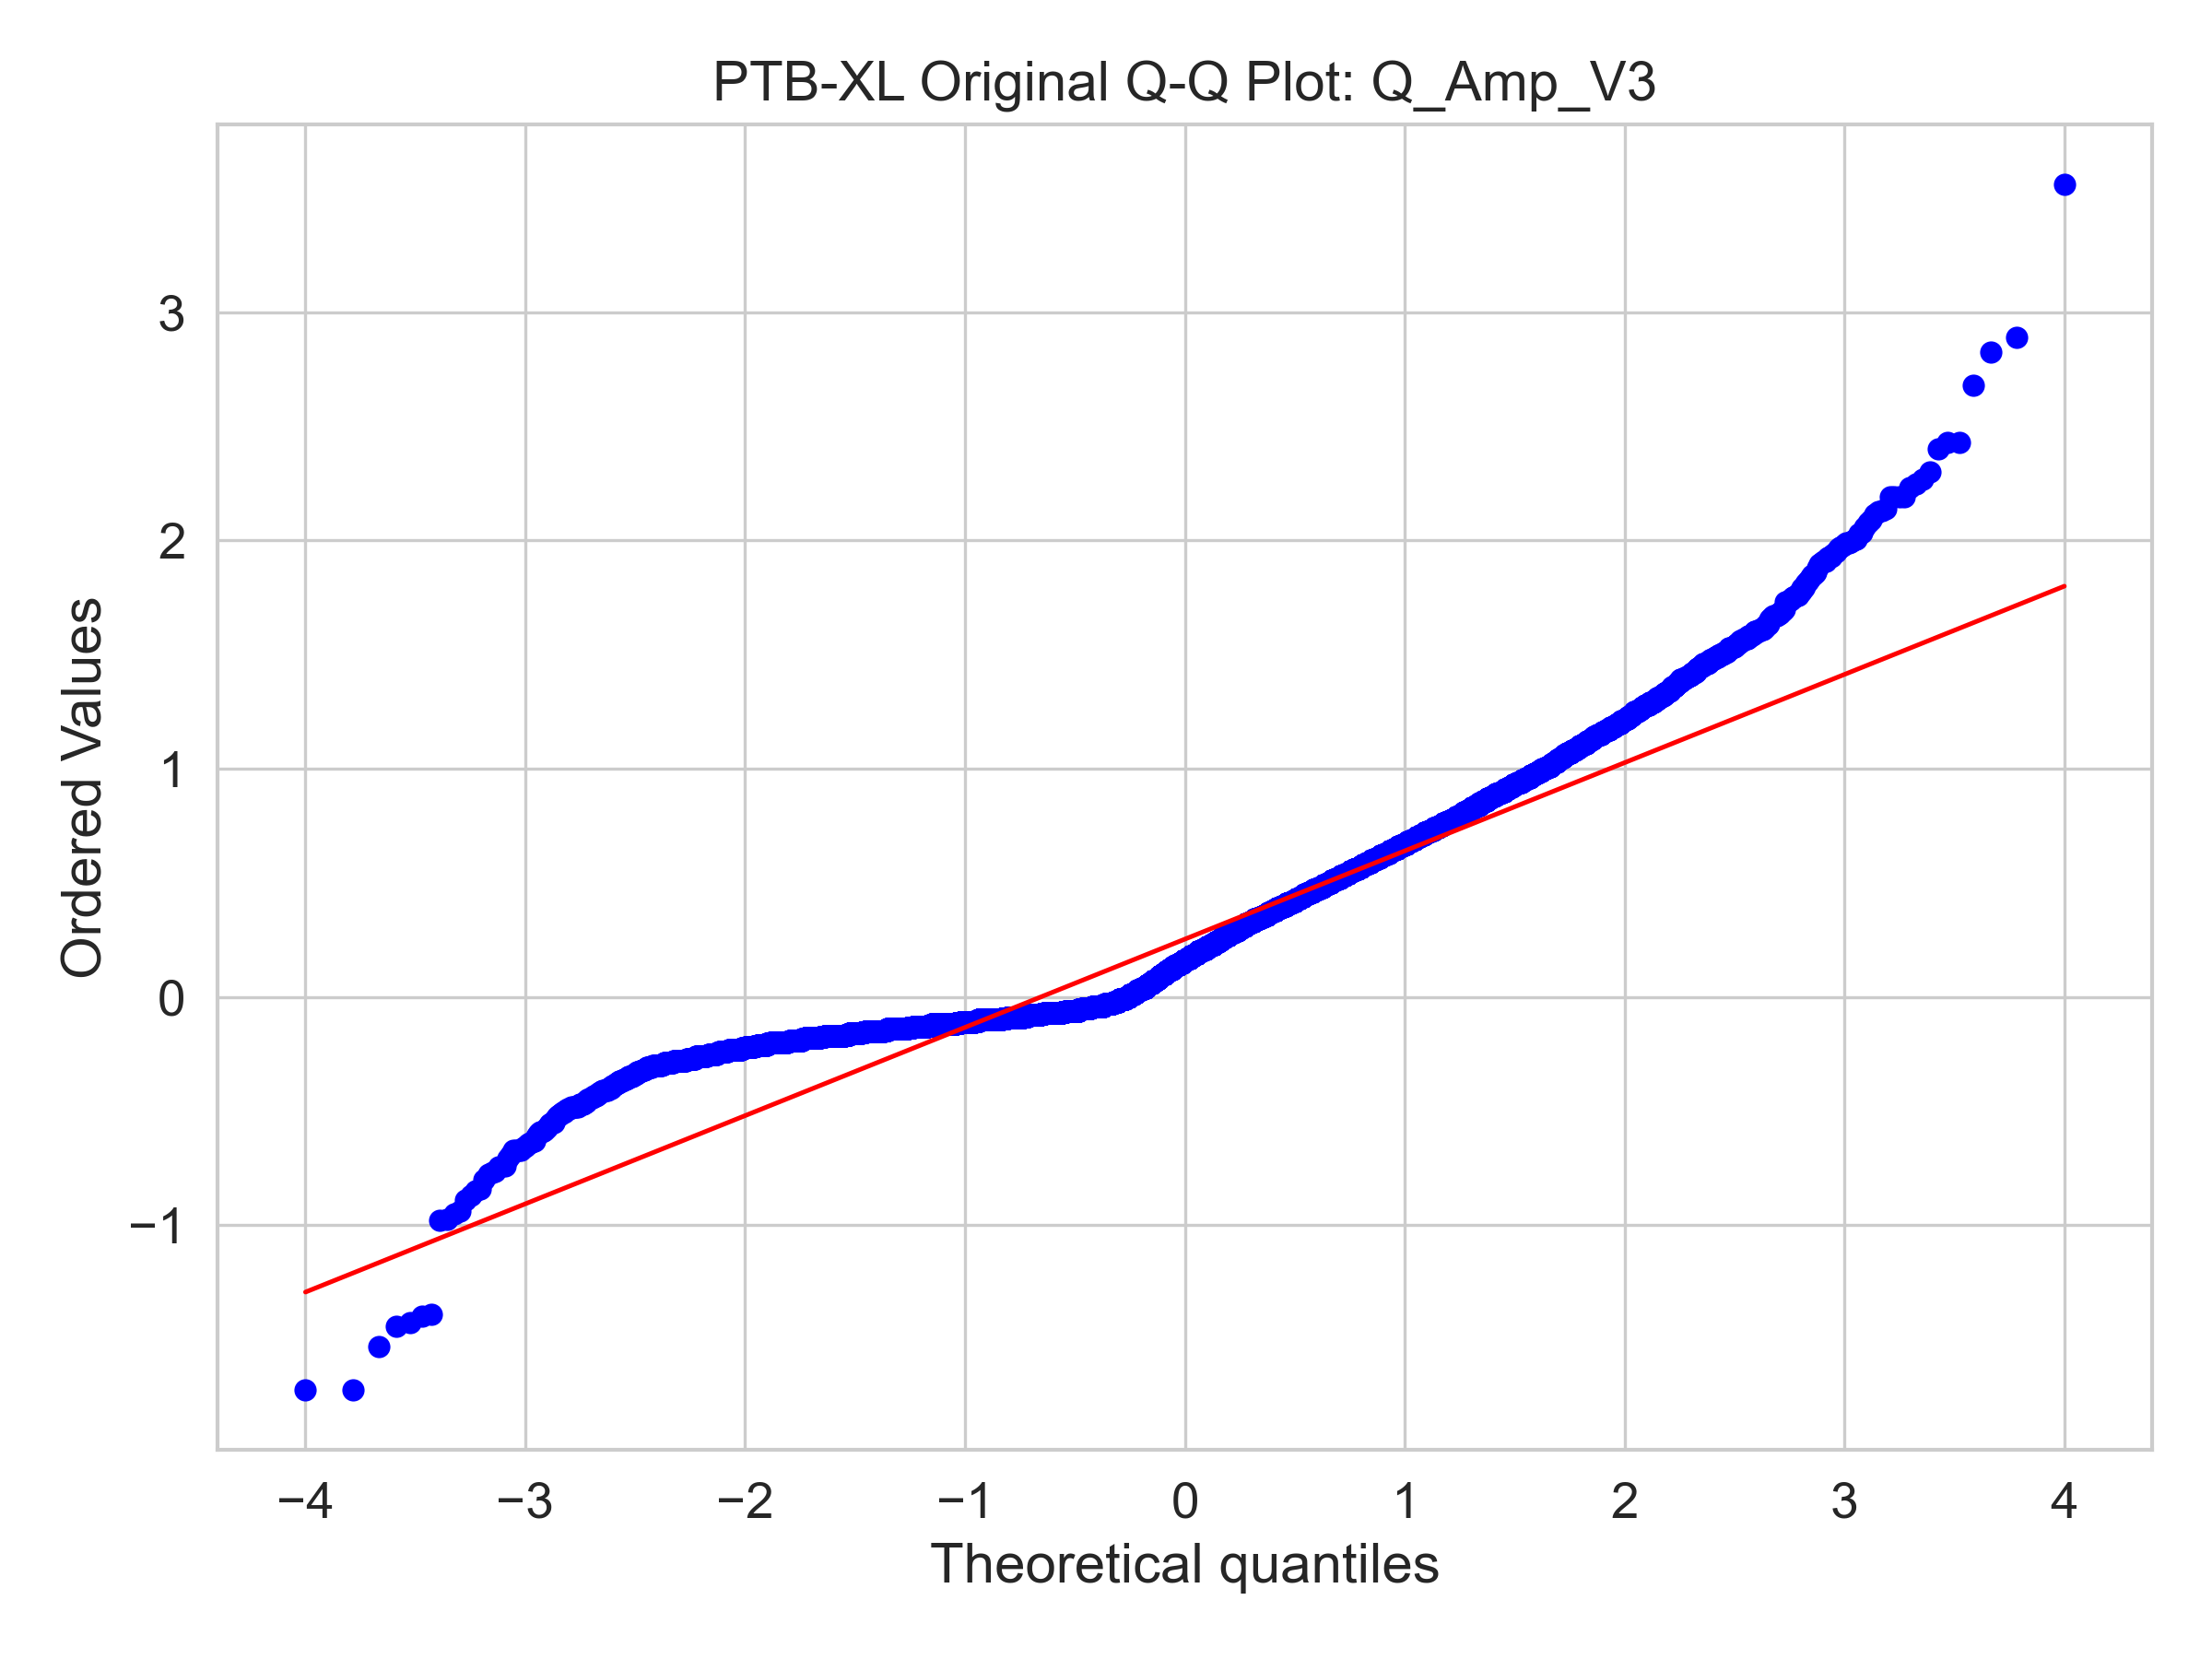 PTB-XL Original Q-Q Plot: Q_Amp_V3
3
2
1
0
−1
Ordered Values
−4 −3 −2 −1 0 1 2 3 4
Theoretical quantiles